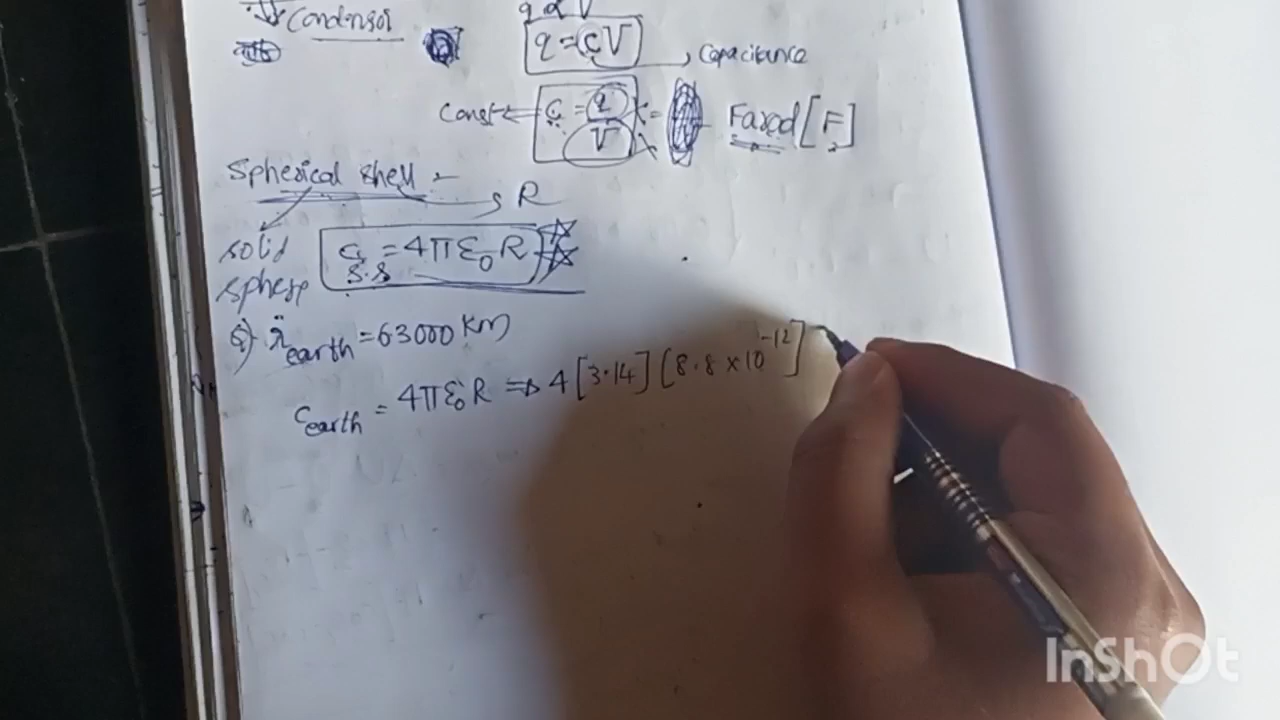 Condensor
q α V
q = CV
Capacitance
Const C = q/V = Farad [F]
Spherical shell -
R
solid sphere
C s.s = 4πε₀R
Q) r earth = 63000 KM
C earth = 4πε₀R ⇒ 4[3.14][8.8×10⁻¹²]
InShOt